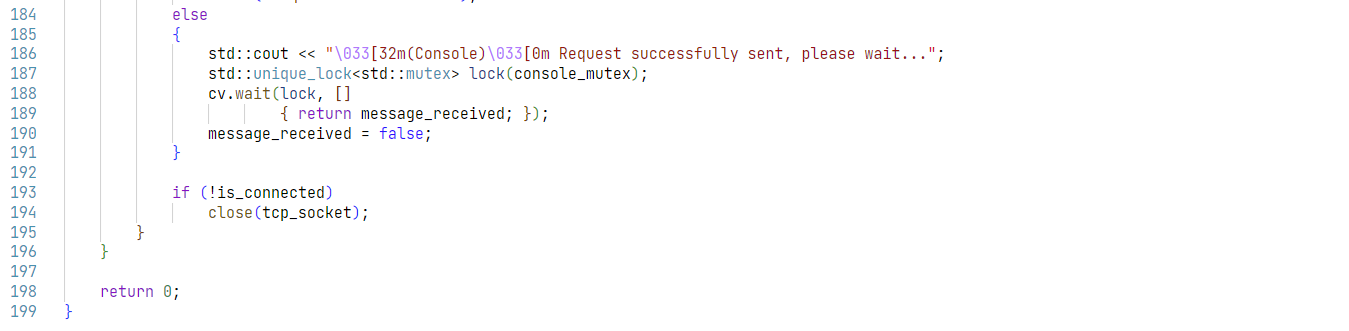 184 else
185 {
186 std::cout << "\033[32m(Console)\033[0m Request successfully sent, please wait...";
187 std::unique_lock<std::mutex> lock(console_mutex);
188 cv.wait(lock, []
189 { return message_received; });
190 message_received = false;
191 }
192
193 if (!is_connected)
194 close(tcp_socket);
195 }
196 }
197
198 return 0;
199 }